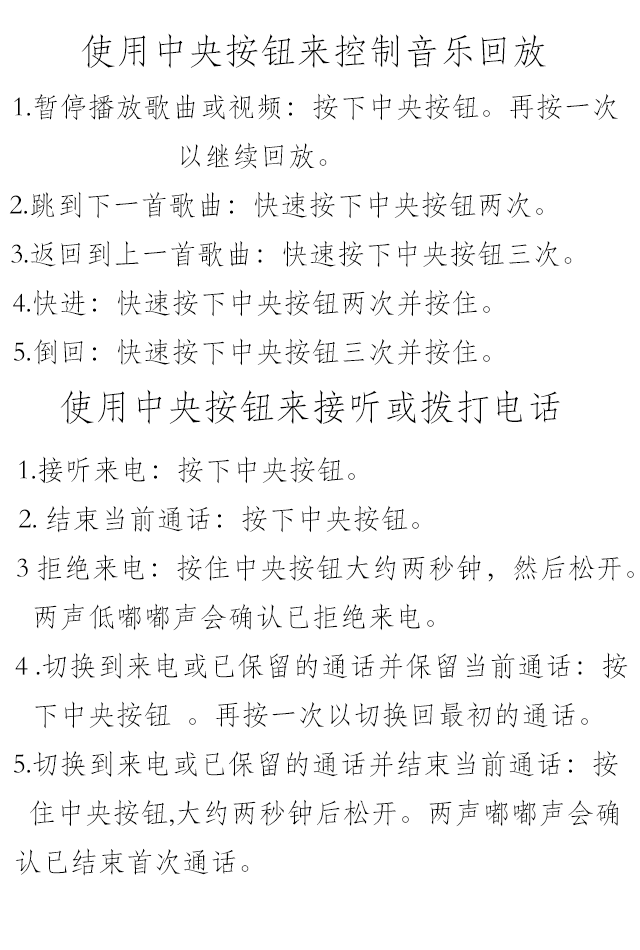 使用中央按钮来控制音乐回放
1.暂停播放歌曲或视频：按下中央按钮。再按一次
以继续回放。
2.跳到下一首歌曲：快速按下中央按钮两次。
3.返回到上一首歌曲：快速按下中央按钮三次。
4.快进：快速按下中央按钮两次并按住。
5.倒回：快速按下中央按钮三次并按住。
使用中央按钮来接听或拨打电话
1.接听来电：按下中央按钮。
2. 结束当前通话：按下中央按钮。
3 拒绝来电：按住中央按钮大约两秒钟，然后松开。
两声低嘟嘟声会确认已拒绝来电。
4 .切换到来电或已保留的通话并保留当前通话：按
下中央按钮 。再按一次以切换回最初的通话。
5.切换到来电或已保留的通话并结束当前通话：按
住中央按钮,大约两秒钟后松开。两声嘟嘟声会确
认已结束首次通话。